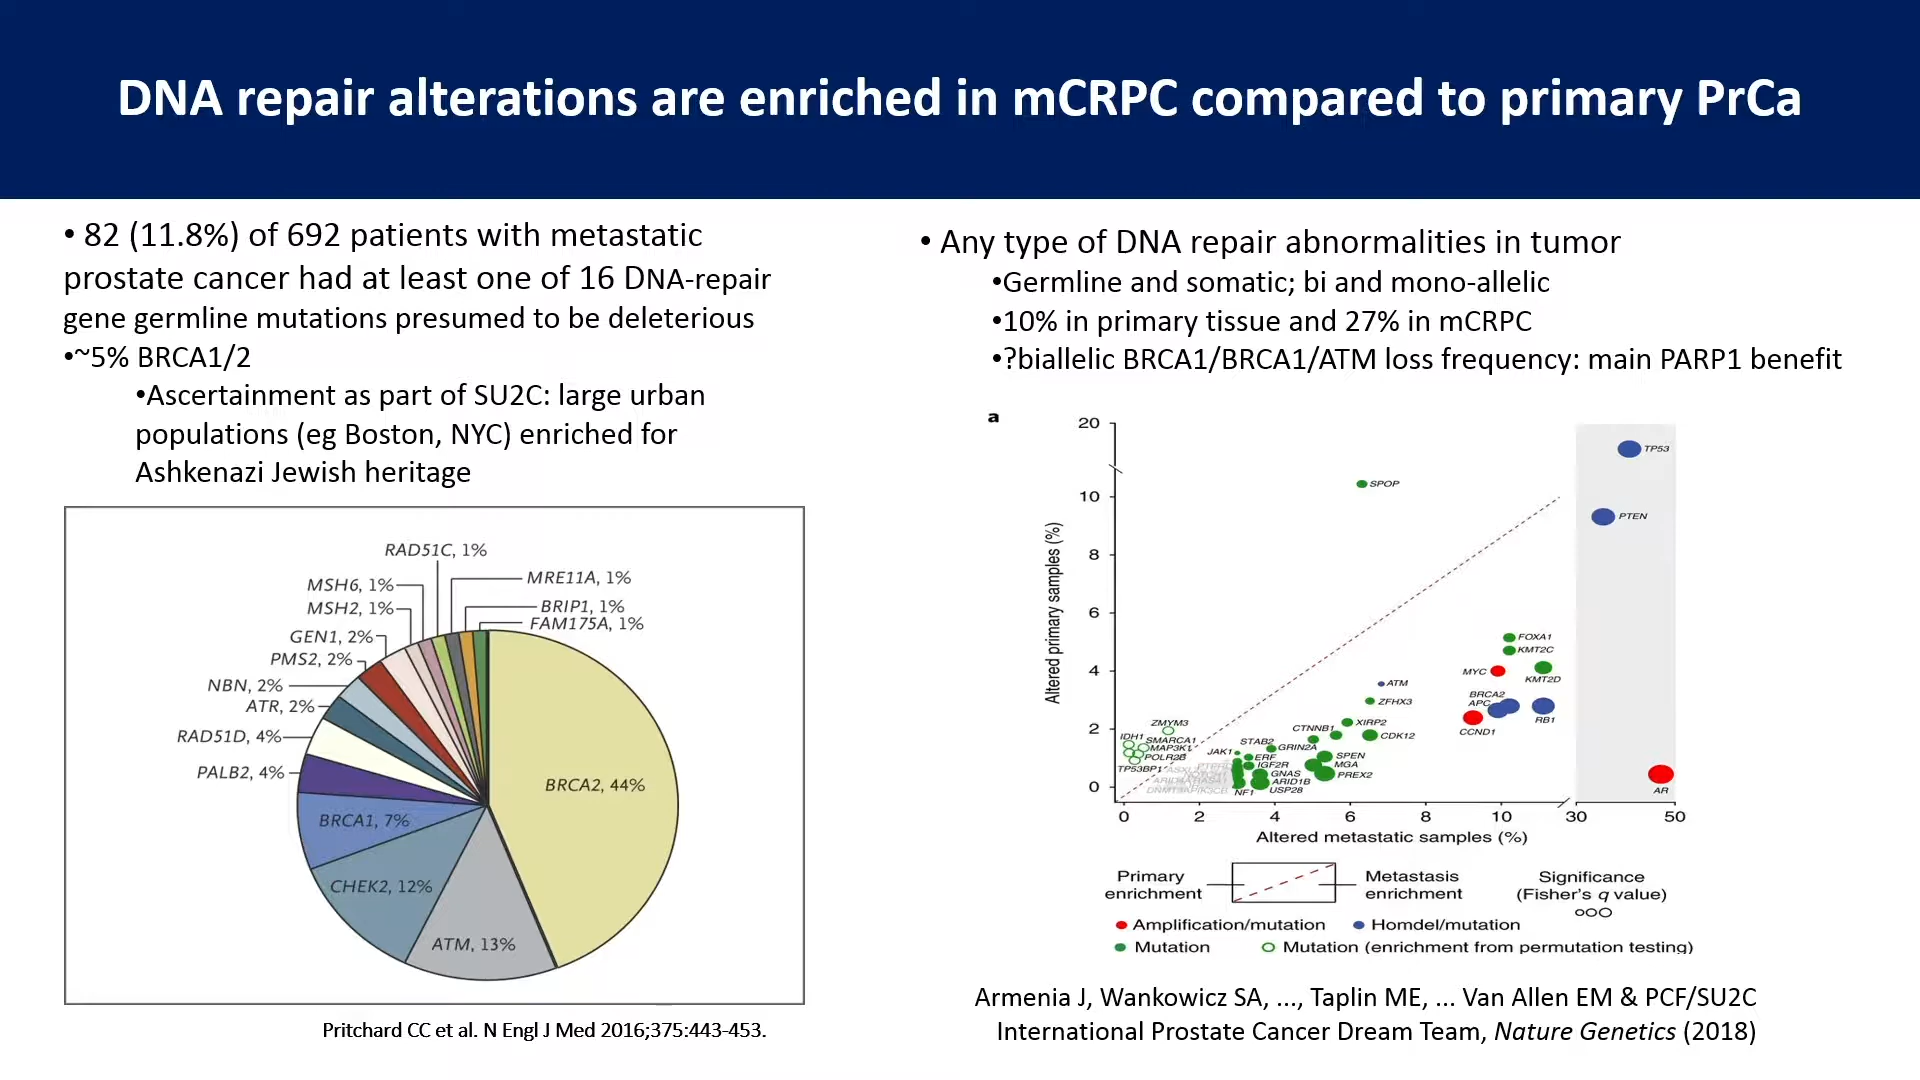 DNA repair alterations are enriched in mCRPC compared to primary PrCa
• 82 (11.8%) of 692 patients with metastatic
prostate cancer had at least one of 16 DNA-repair
gene germline mutations presumed to be deleterious
•~5% BRCA1/2
•Ascertainment as part of SU2C: large urban
populations (eg Boston, NYC) enriched for
Ashkenazi Jewish heritage
RAD51C, 1%
MSH6, 1%
MRE11A, 1%
MSH2, 1%
BRIP1, 1%
FAM175A, 1%
GEN1, 2%
PMS2, 2%
NBN, 2%
ATR, 2%
RAD51D, 4%
PALB2, 4%
BRCA2, 44%
BRCA1, 7%
CHEK2, 12%
ATM, 13%
Pritchard CC et al. N Engl J Med 2016;375:443-453.
• Any type of DNA repair abnormalities in tumor
•Germline and somatic; bi and mono-allelic
•10% in primary tissue and 27% in mCRPC
•?biallelic BRCA1/BRCA1/ATM loss frequency: main PARP1 benefit
a
Altered primary samples (%)
20
10
8
6
4
2
0
TP53
SPOP
PTEN
FOXA1
KMT2C
MYC
KMT2D
ATM
BRCA2
ZFHX3
APC
RB1
CCND1
ZMYM3
XIRP2
CTNNB1
CDK12
IDH1
SMARCA1
STAB2
MAP3K1
GRIN2A
JAK1
POLR2B
ERF
SPEN
IGF2R
MGA
TP53BP1
GNAS
PREX2
ARID1B
NF1
USP28
AR
0 2 4 6 8 10 30 50
Altered metastatic samples (%)
Primary
enrichment
Metastasis
enrichment
Significance
(Fisher's q value)
Amplification/mutation
Homdel/mutation
Mutation
Mutation (enrichment from permutation testing)
Armenia J, Wankowicz SA, ..., Taplin ME, ... Van Allen EM & PCF/SU2C
International Prostate Cancer Dream Team, Nature Genetics (2018)